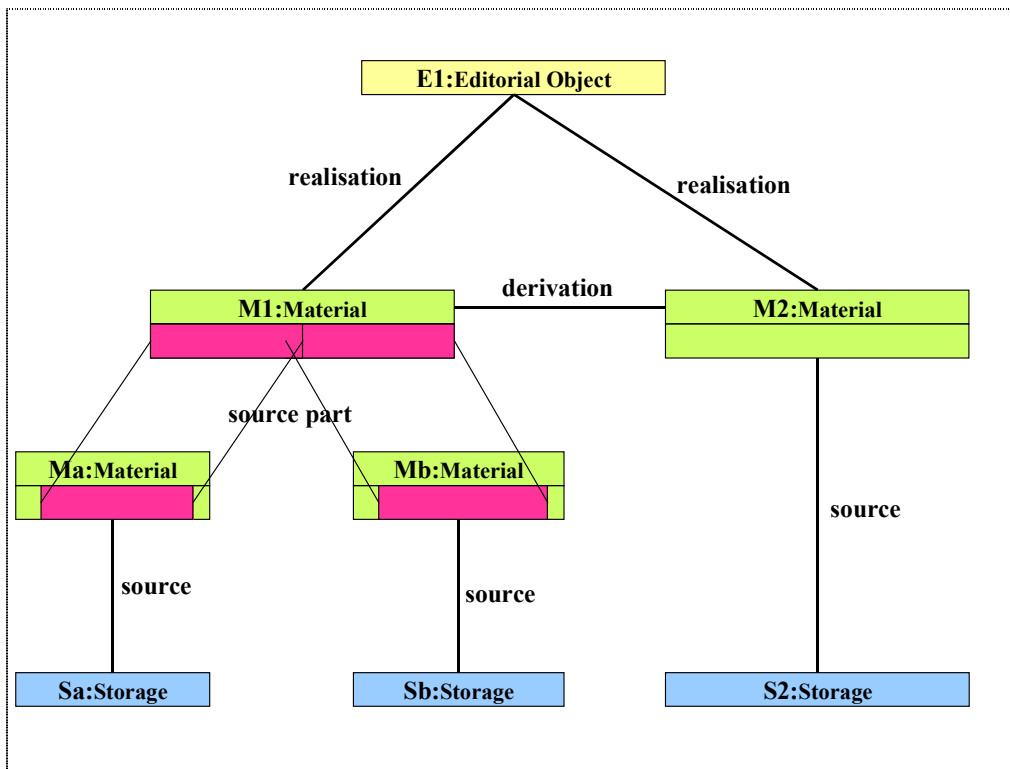 E1:Editorial Object
realisation
realisation
derivation
M1:Material
M2:Material
source part
Ma:Material
Mb:Material
source
source
source
Sa:Storage
Sb:Storage
S2:Storage